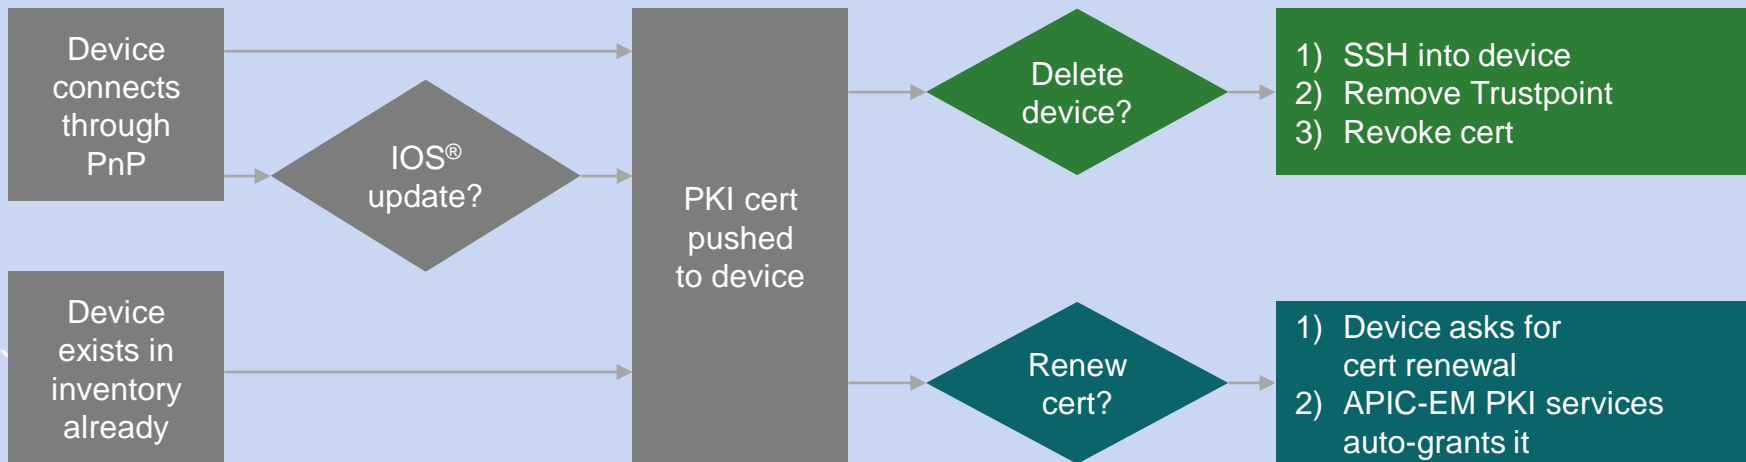 Device
connects
through
PnP
IOS®
update?
Device
exists in
inventory
already
PKI cert
pushed
to device
Delete
device?
1) SSH into device
2) Remove Trustpoint
3) Revoke cert
Renew
cert?
1) Device asks for
cert renewal
2) APIC-EM PKI services
auto-grants it